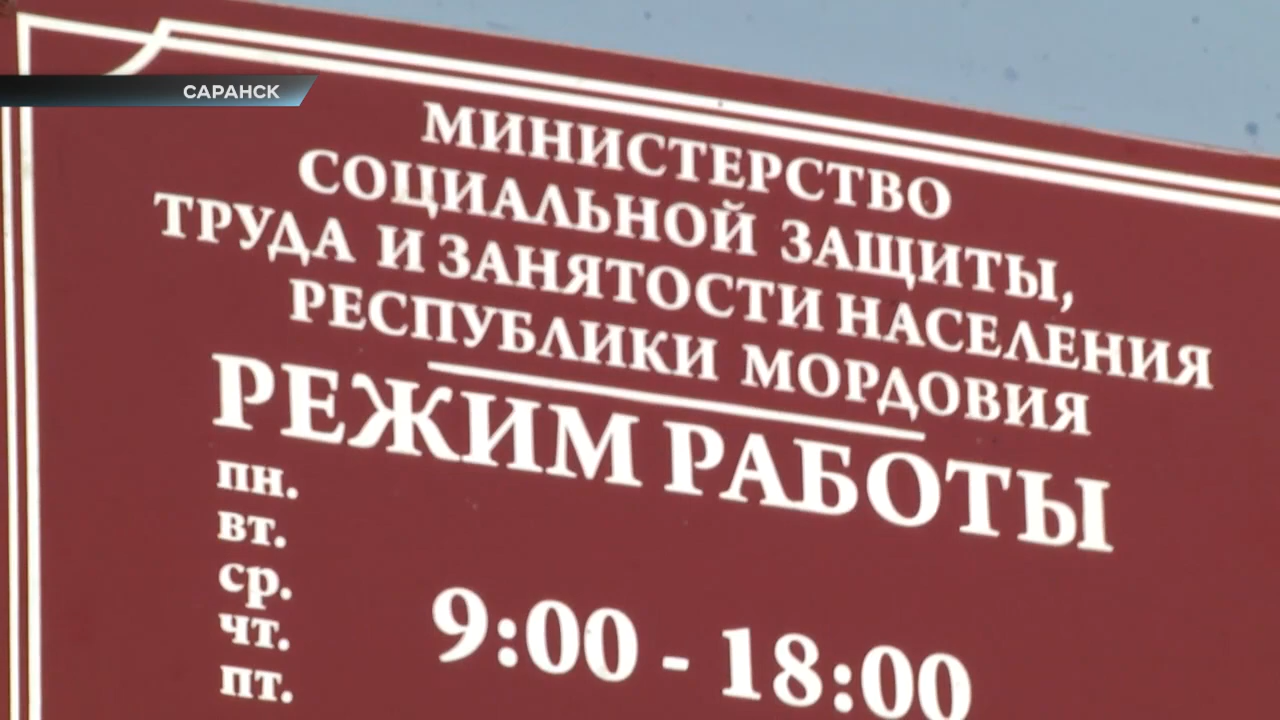 САРАНСК
МИНИСТЕРСТВО
СОЦИАЛЬНОЙ ЗАЩИТЫ,
ТРУДА И ЗАНЯТОСТИ НАСЕЛЕНИЯ
РЕСПУБЛИКИ МОРДОВИЯ
РЕЖИМ РАБОТЫ
пн.
вт.
ср.
чт.
9:00 - 18:00
пт.